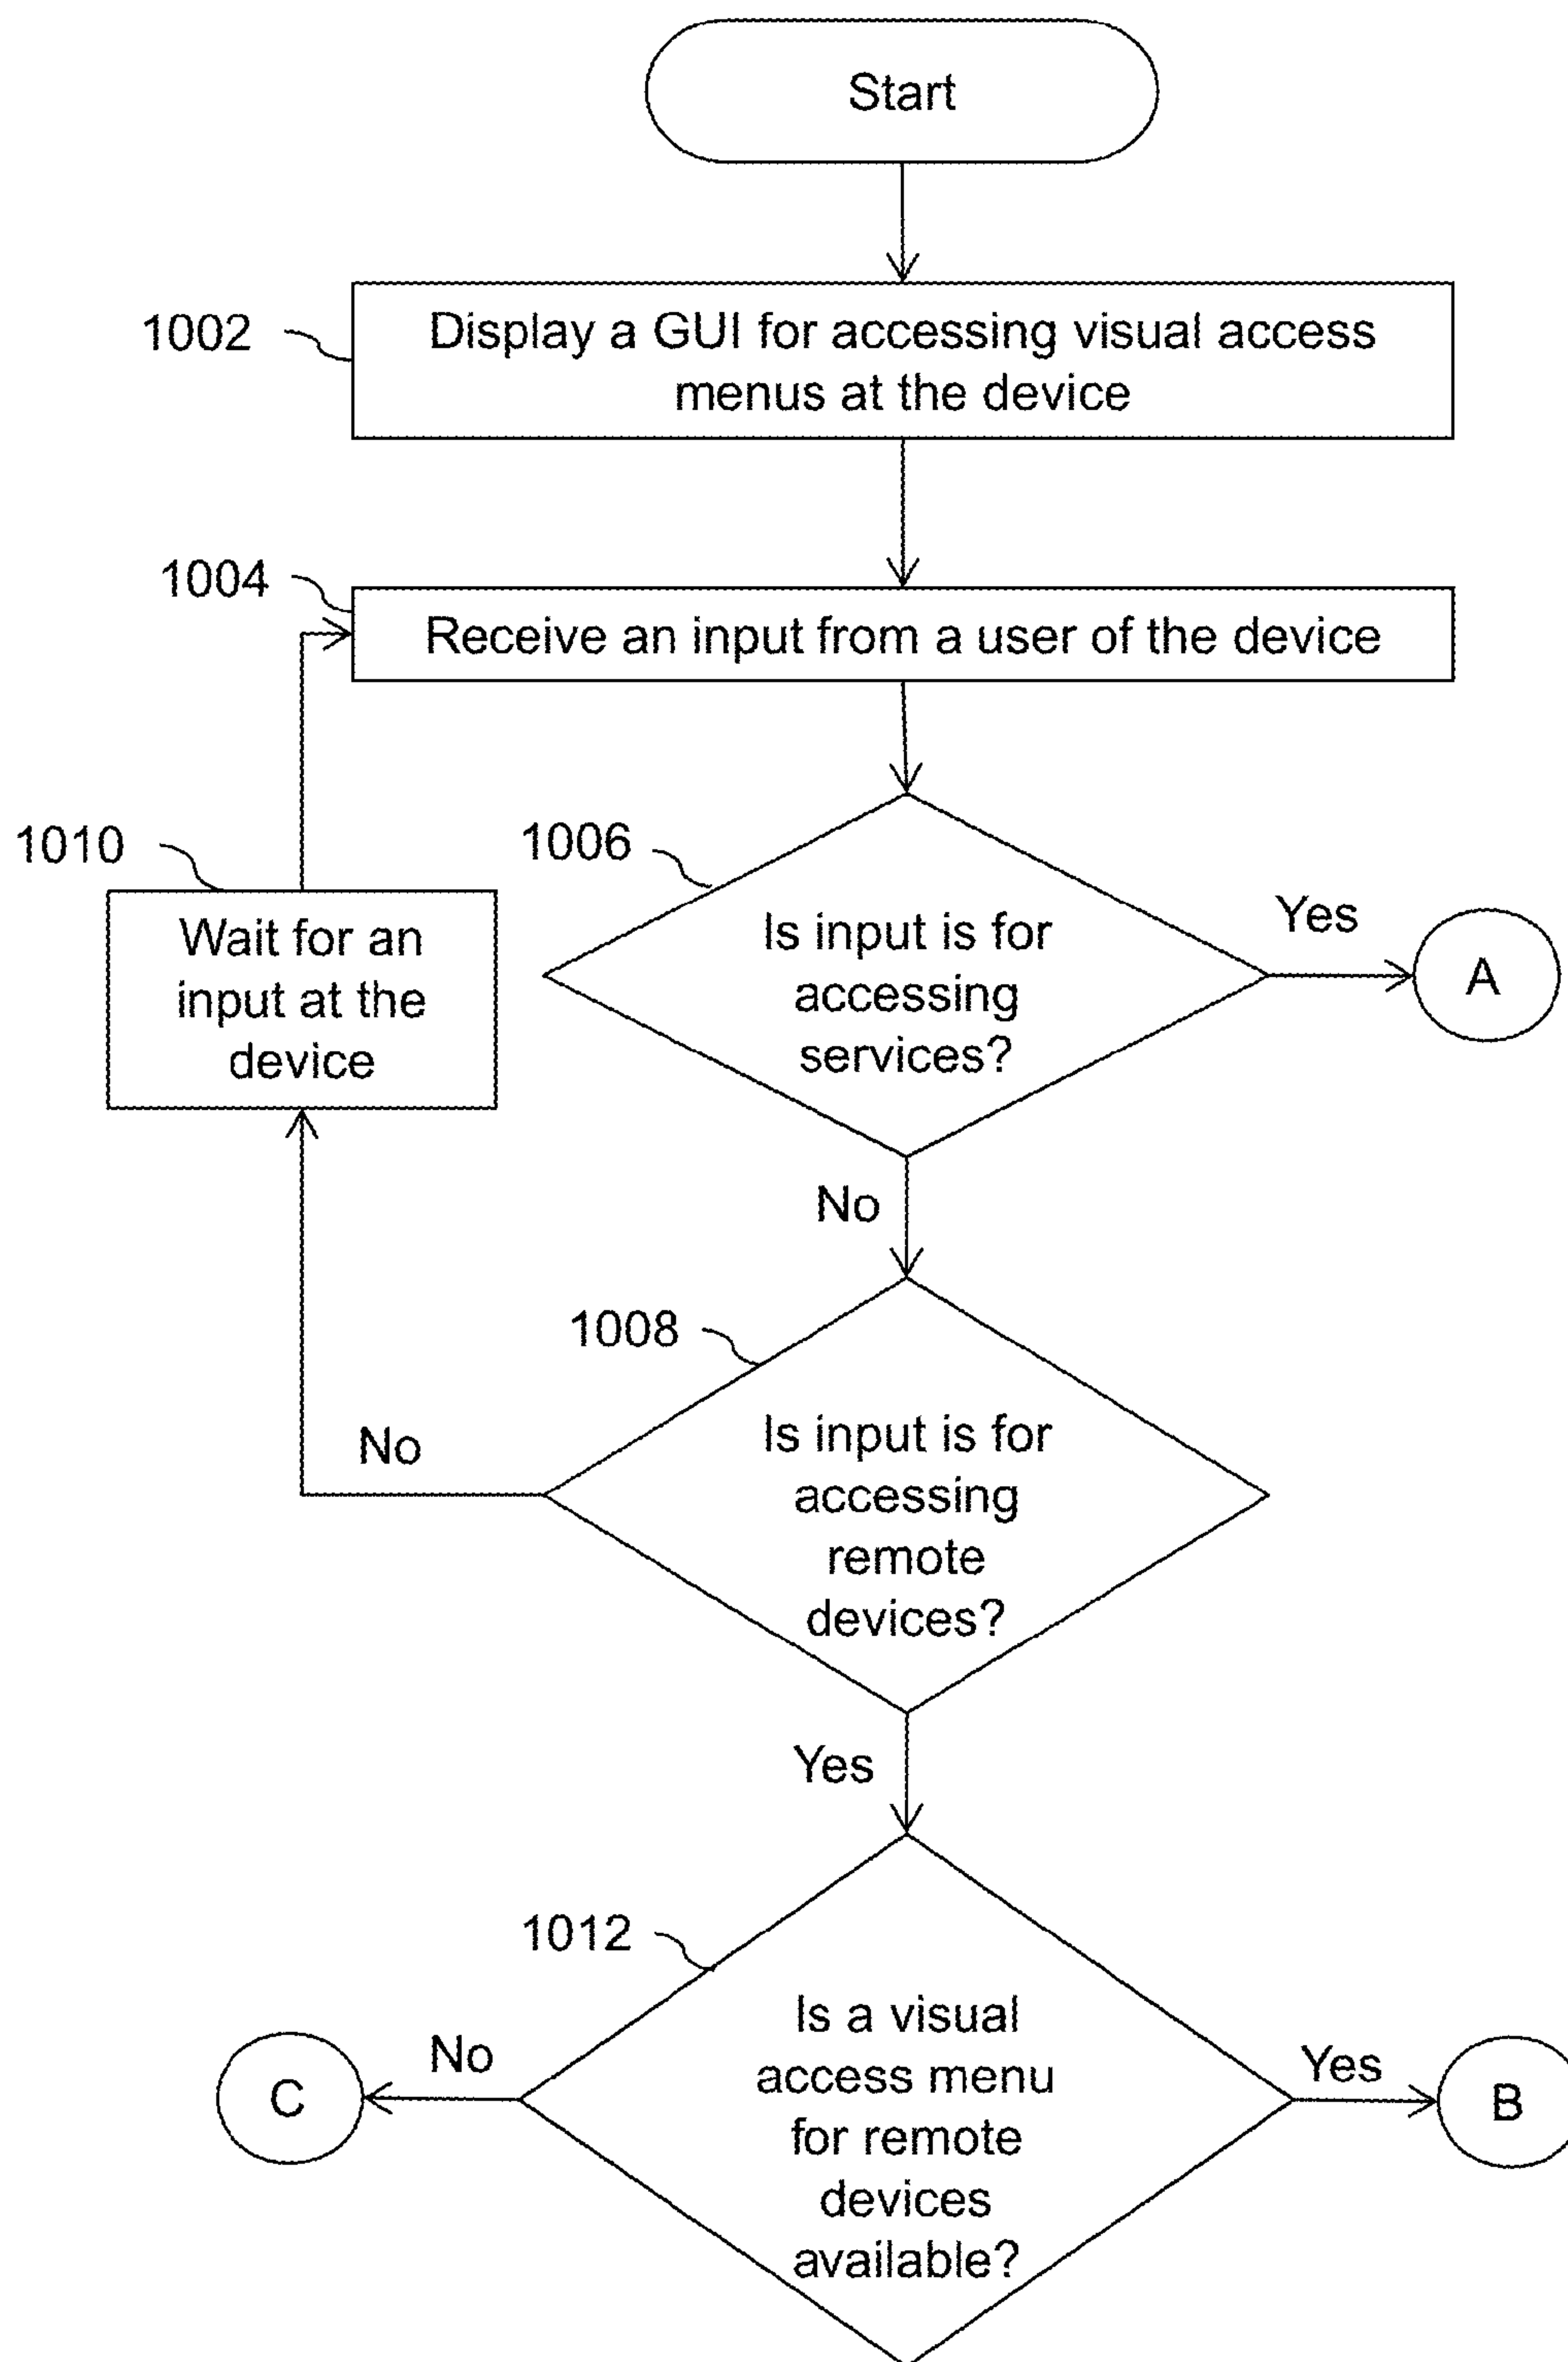 Start
1002
Display a GUI for accessing visual access
menus at the device
1004
Receive an input from a user of the device
1010
Wait for an
input at the
device
1006
Is input is for
accessing
services?
Yes
A
No
1008
Is input is for
accessing
remote
devices?
No
Yes
1012
Is a visual
access menu
for remote
devices
available?
No
C
Yes
B